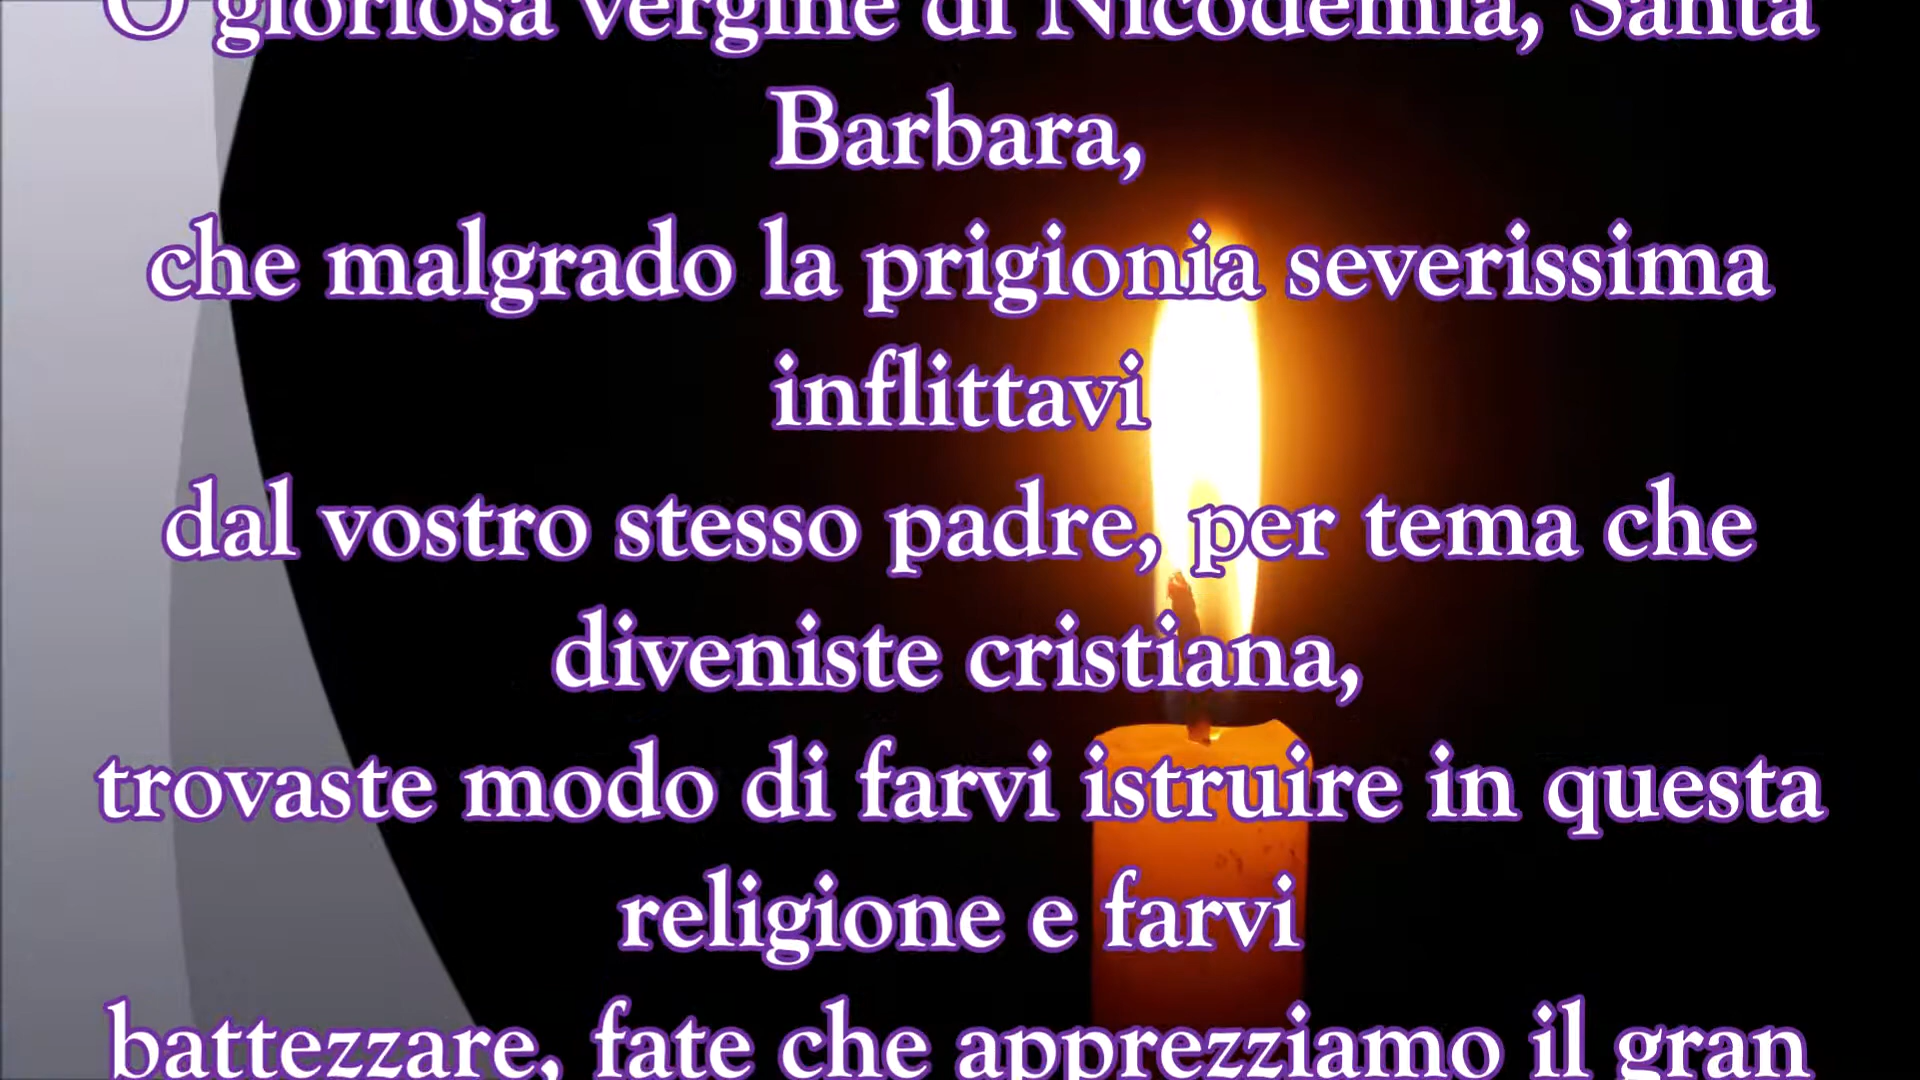 O gloriosa vergine di Nicodemia, Santa
Barbara,
che malgrado la prigionia severissima
inflittavi
dal vostro stesso padre, per tema che
diveniste cristiana,
trovaste modo di farvi istruire in questa
religione e farvi
battezzare, fate che apprezziamo il gran